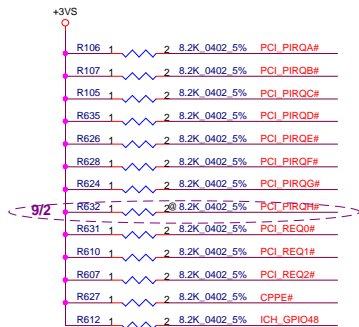 +3VS
R106 1 2 8.2K_0402_5% PCI_PIRQA#
R107 1 2 8.2K_0402_5% PCI_PIRQB#
R105 1 2 8.2K_0402_5% PCI_PIRQC#
R635 1 2 8.2K_0402_5% PCI_PIRQD#
R626 1 2 8.2K_0402_5% PCI_PIRQE#
R628 1 2 8.2K_0402_5% PCI_PIRQF#
R624 1 2 8.2K_0402_5% PCI_PIRQG#
9/2 R632 1 2@ 8.2K_0402_5% PCI_PIRQH#
R631 1 2 8.2K_0402_5% PCI_REQ0#
R610 1 2 8.2K_0402_5% PCI_REQ1#
R607 1 2 8.2K_0402_5% PCI_REQ2#
R627 1 2 8.2K_0402_5% CPPE#
R612 1 2 8.2K_0402_5% ICH_GPIO48